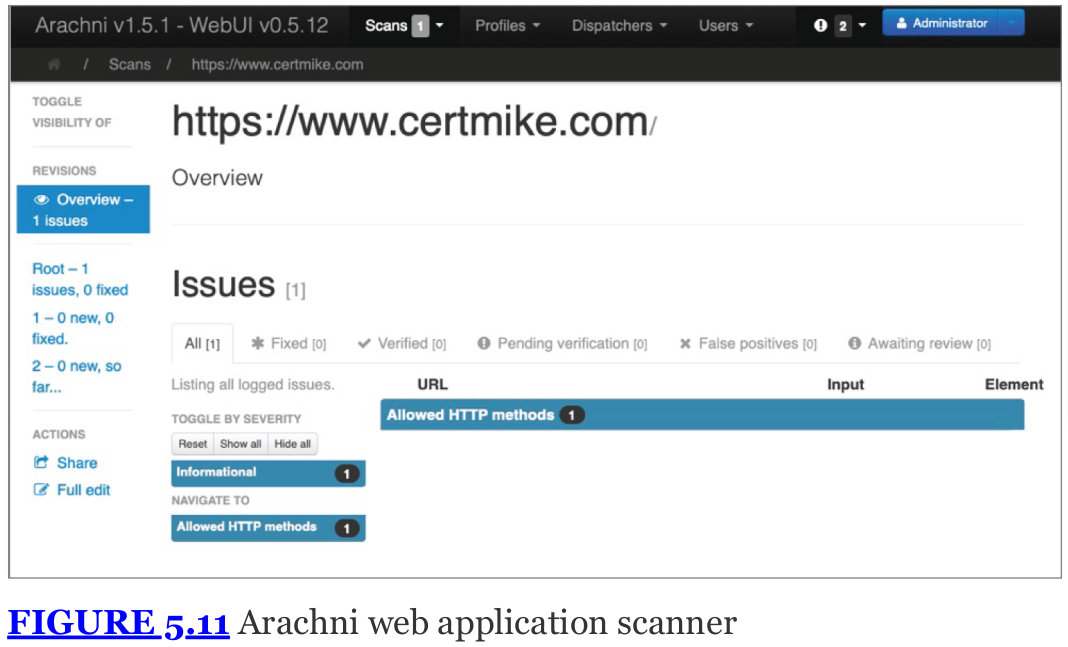 Arachni v1.5.1 - WebUI v0.5.12 Scans 1 Profiles Dispatchers Users 2 Administrator
/ Scans / https://www.certmike.com
TOGGLE
VISIBILITY OF
REVISIONS
Overview –
1 issues
Root – 1
issues, 0 fixed
1 – 0 new, 0
fixed.
2 – 0 new, so
far...
ACTIONS
Share
Full edit
https://www.certmike.com/
Overview
Issues [1]
All [1] Fixed [0] Verified [0] Pending verification [0] False positives [0] Awaiting review [0]
Listing all logged issues.
TOGGLE BY SEVERITY
Reset Show all Hide all
Informational 1
NAVIGATE TO
Allowed HTTP methods 1
URL Input Element
Allowed HTTP methods 1
FIGURE 5.11 Arachni web application scanner